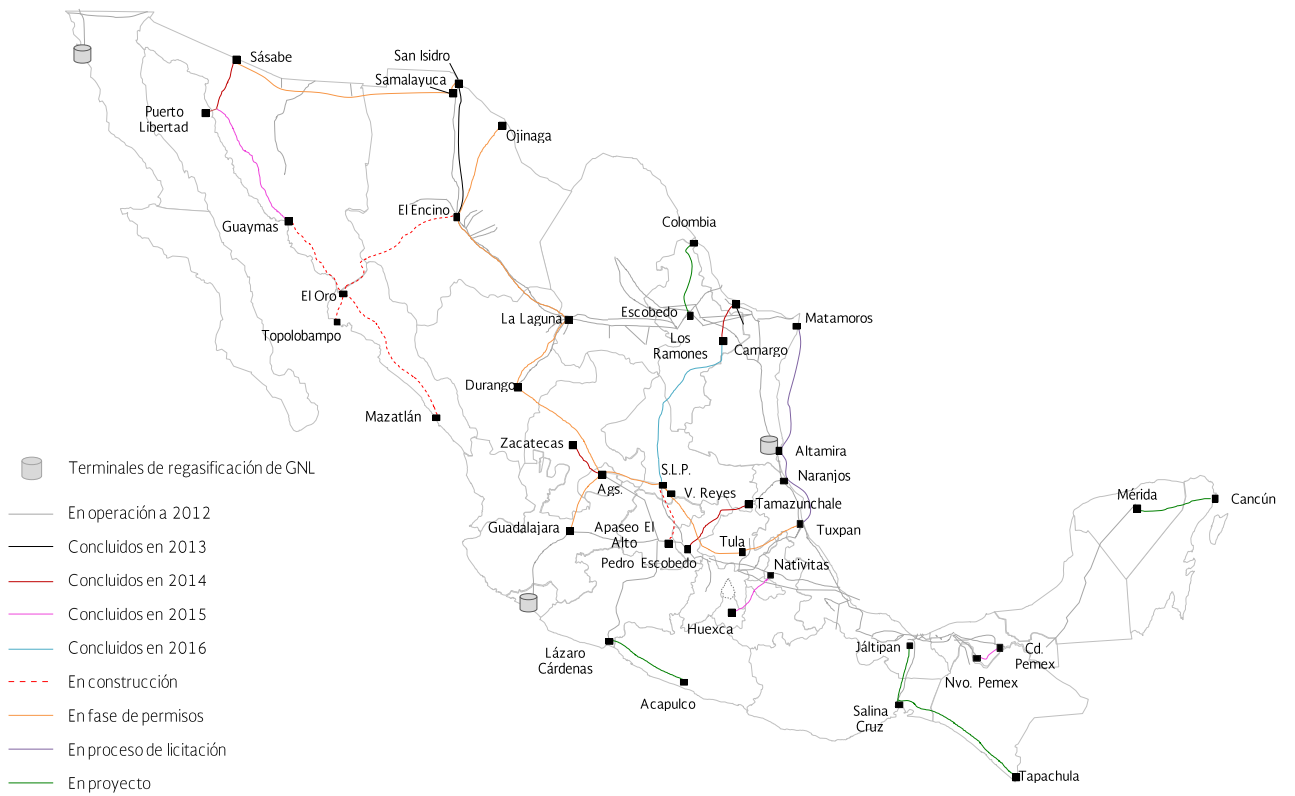 San Isidro
Sásabe
Samalayuca
Puerto
Libertad
Ojinaga
El Encino
Guaymas
Colombia
El Oro
Topolobampo
La Laguna
Escobedo
Los
Ramones
Camargo
Matamoros
Durango
Mazatlán
Zacatecas
Altamira
S.L.P.
Naranjos
Ags.
V. Reyes
Tamazunchale
Mérida
Cancún
Guadalajara
Apaseo El
Alto
Tuxpan
Tula
Pedro Escobedo
Nativitas
Huexca
Lázaro
Cárdenas
Acapulco
Jáltipan
Cd.
Pemex
Nvo. Pemex
Salina
Cruz
Tapachula
Terminales de regasificación de GNL
En operación a 2012
Concluidos en 2013
Concluidos en 2014
Concluidos en 2015
Concluidos en 2016
En construcción
En fase de permisos
En proceso de licitación
En proyecto